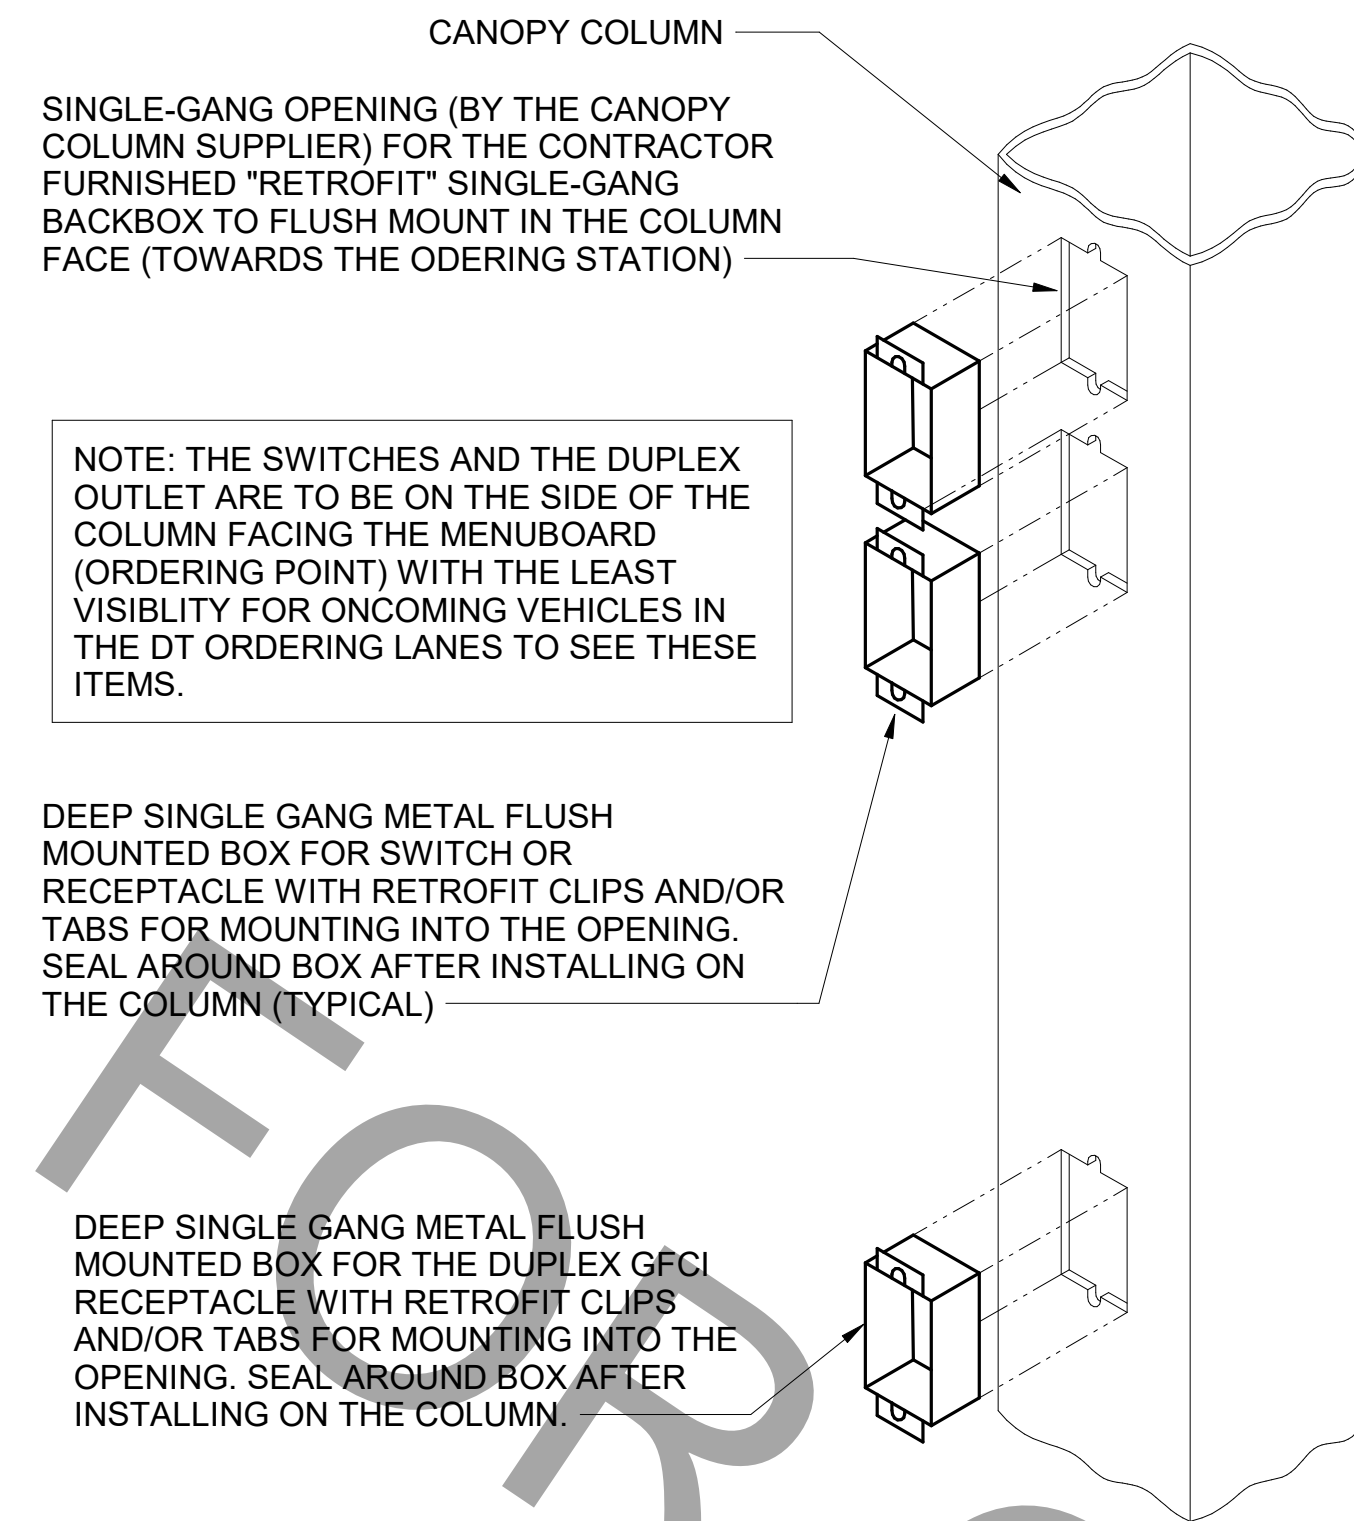 CANOPY COLUMN
SINGLE-GANG OPENING (BY THE CANOPY
COLUMN SUPPLIER) FOR THE CONTRACTOR
FURNISHED "RETROFIT" SINGLE-GANG
BACKBOX TO FLUSH MOUNT IN THE COLUMN
FACE (TOWARDS THE ODERING STATION)
NOTE: THE SWITCHES AND THE DUPLEX
OUTLET ARE TO BE ON THE SIDE OF THE
COLUMN FACING THE MENUBOARD
(ORDERING POINT) WITH THE LEAST
VISIBLITY FOR ONCOMING VEHICLES IN
THE DT ORDERING LANES TO SEE THESE
ITEMS.
DEEP SINGLE GANG METAL FLUSH
MOUNTED BOX FOR SWITCH OR
RECEPTACLE WITH RETROFIT CLIPS AND/OR
TABS FOR MOUNTING INTO THE OPENING.
SEAL AROUND BOX AFTER INSTALLING ON
THE COLUMN (TYPICAL)
DEEP SINGLE GANG METAL FLUSH
MOUNTED BOX FOR THE DUPLEX GFCI
RECEPTACLE WITH RETROFIT CLIPS
AND/OR TABS FOR MOUNTING INTO THE
OPENING. SEAL AROUND BOX AFTER
INSTALLING ON THE COLUMN.
FOR